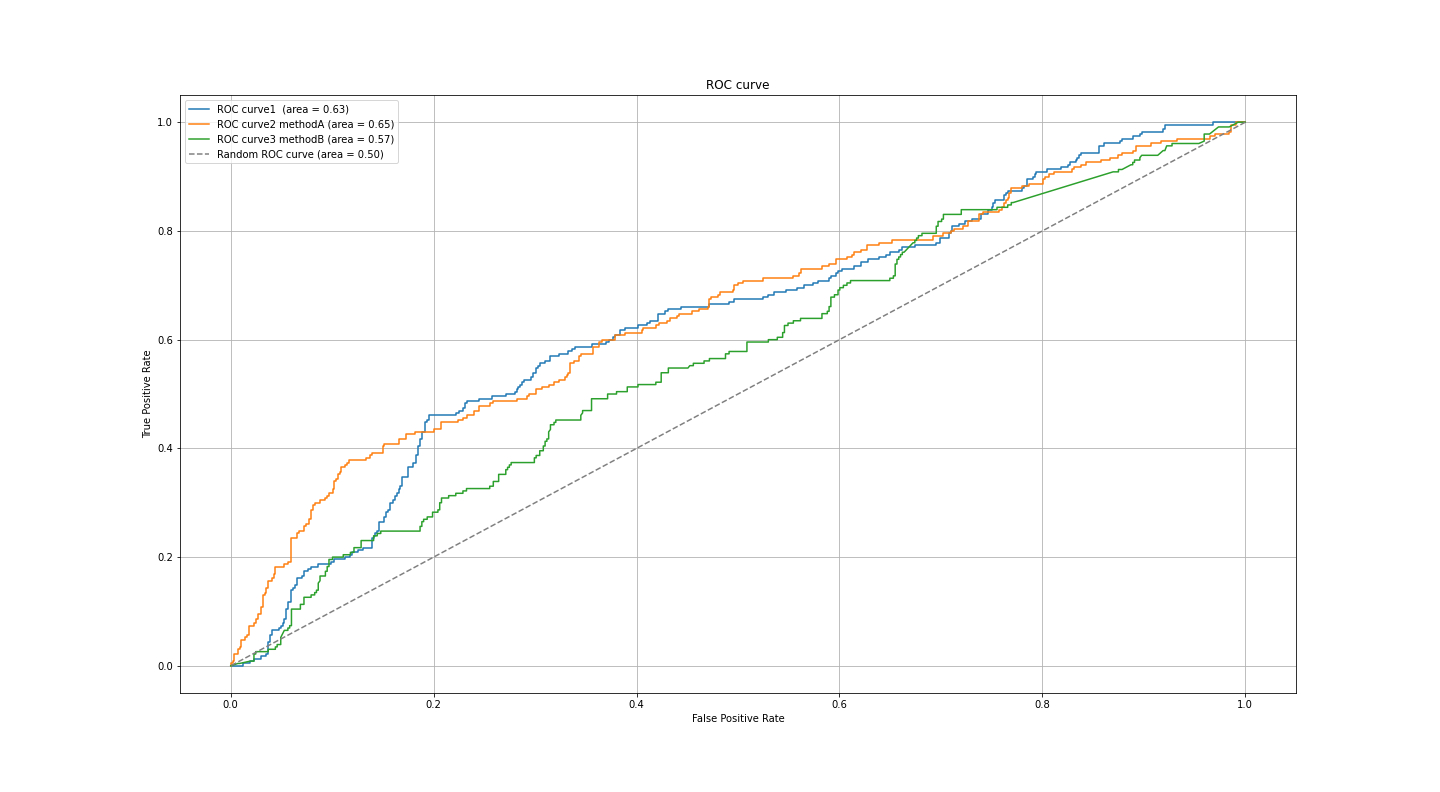 ROC curve
ROC curve1  (area = 0.63)
ROC curve2 methodA (area = 0.65)
ROC curve3 methodB (area = 0.57)
Random ROC curve (area = 0.50)
1.0
0.8
0.6
0.4
0.2
0.0
True Positive Rate
0.0 0.2 0.4 0.6 0.8 1.0
False Positive Rate